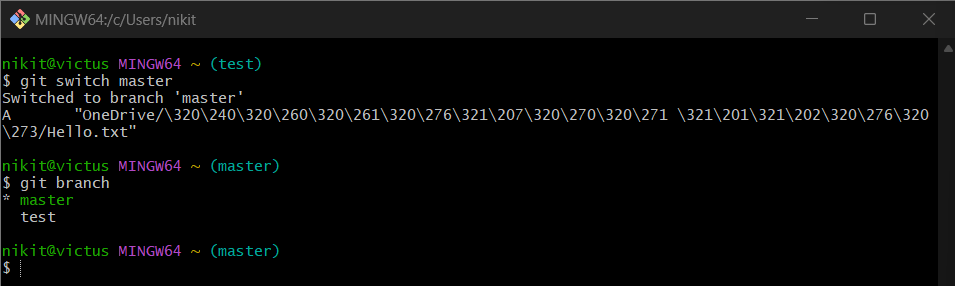 MINGW64:/c/Users/nikit
nikit@victus MINGW64 ~ (test)
$ git switch master
Switched to branch 'master'
A       "OneDrive/\320\240\320\260\320\261\320\276\321\207\320\270\320\271 \321\201\321\202\320\276\320
\273/Hello.txt"
nikit@victus MINGW64 ~ (master)
$ git branch
* master
  test
nikit@victus MINGW64 ~ (master)
$